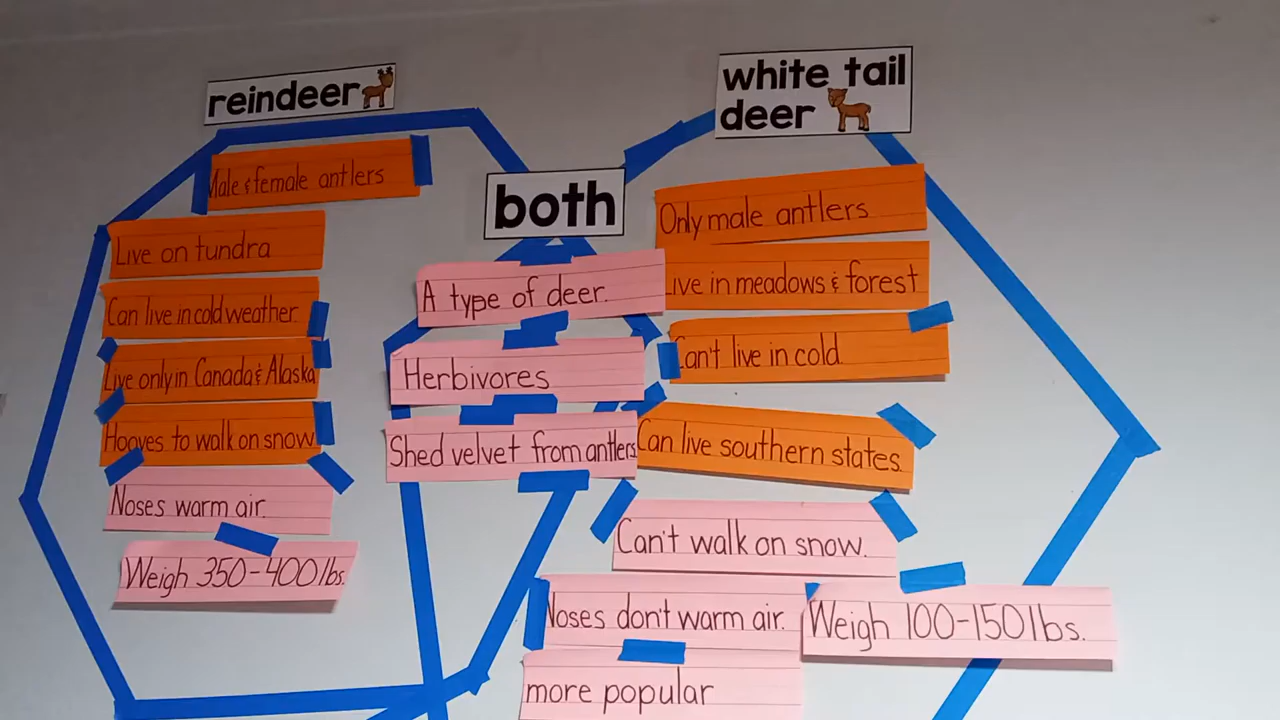 reindeer
Male & female antlers
Live on tundra
Can live in cold weather
Live only in Canada & Alaska
Hooves to walk on snow
Noses warm air.
Weigh 350-400 lbs.
both
A type of deer.
Herbivores
Shed velvet from antlers
white tail
deer
Only male antlers
Live in meadows & forest
Can't live in cold
Can live southern states.
Can't walk on snow.
Noses don't warm air.
Weigh 100-150 lbs.
more popular